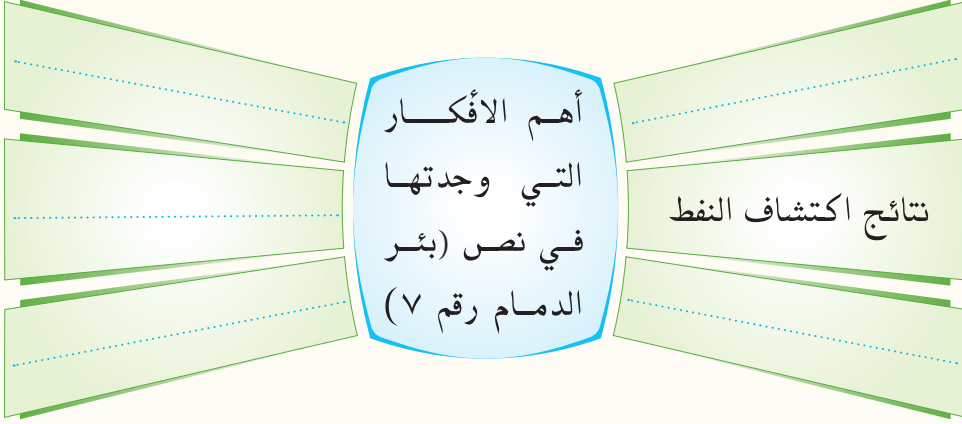 أهم الأفكار
التي وجدتها
في نص (بئر
الدمام رقم ٧)
نتائج اكتشاف النفط